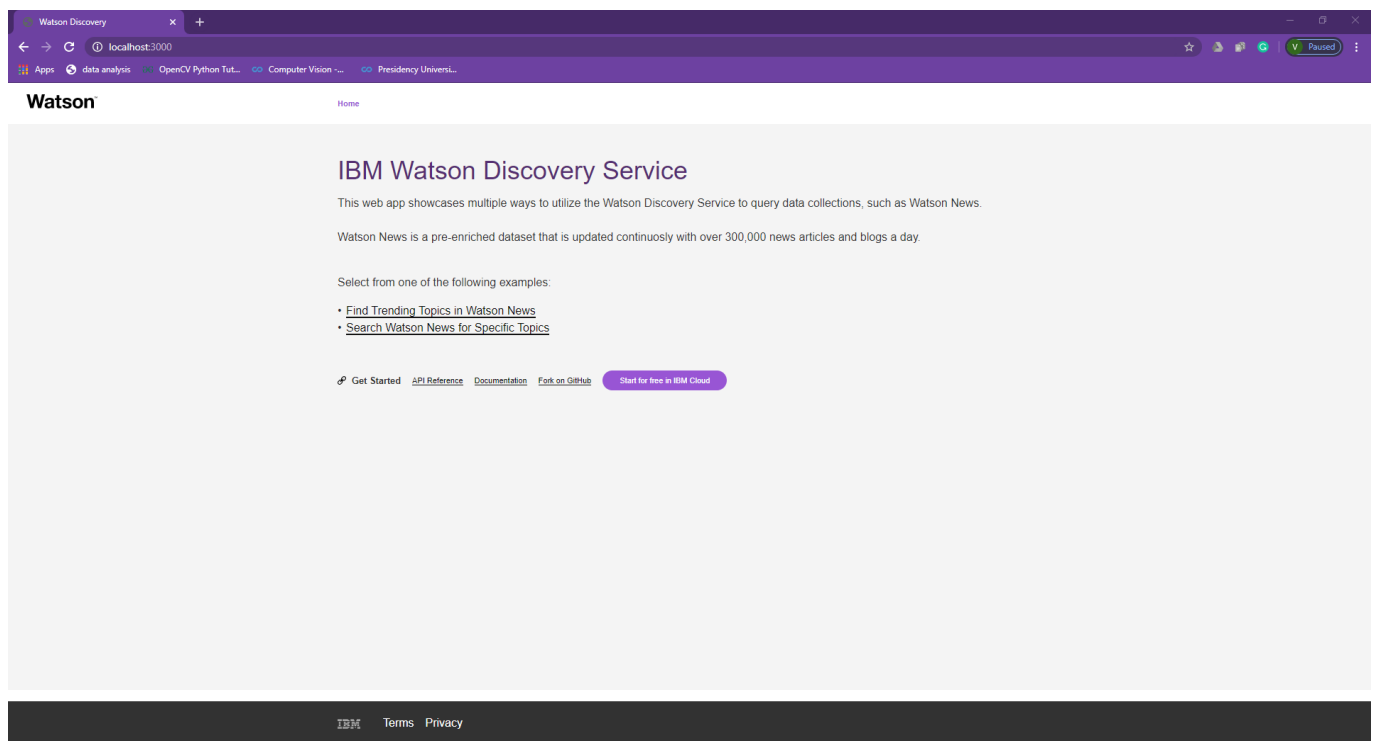 Watson Discovery
localhost:3000
Paused
V
Apps data analysis OpenCV Python Tut... Computer Vision -... Presidency Universi...
Watson™ Home
IBM Watson Discovery Service
This web app showcases multiple ways to utilize the Watson Discovery Service to query data collections, such as Watson News.
Watson News is a pre-enriched dataset that is updated continuosly with over 300,000 news articles and blogs a day.
Select from one of the following examples:
• Find Trending Topics in Watson News
• Search Watson News for Specific Topics
Get Started API Reference Documentation Fork on GitHub Start for free in IBM Cloud
IBM Terms Privacy